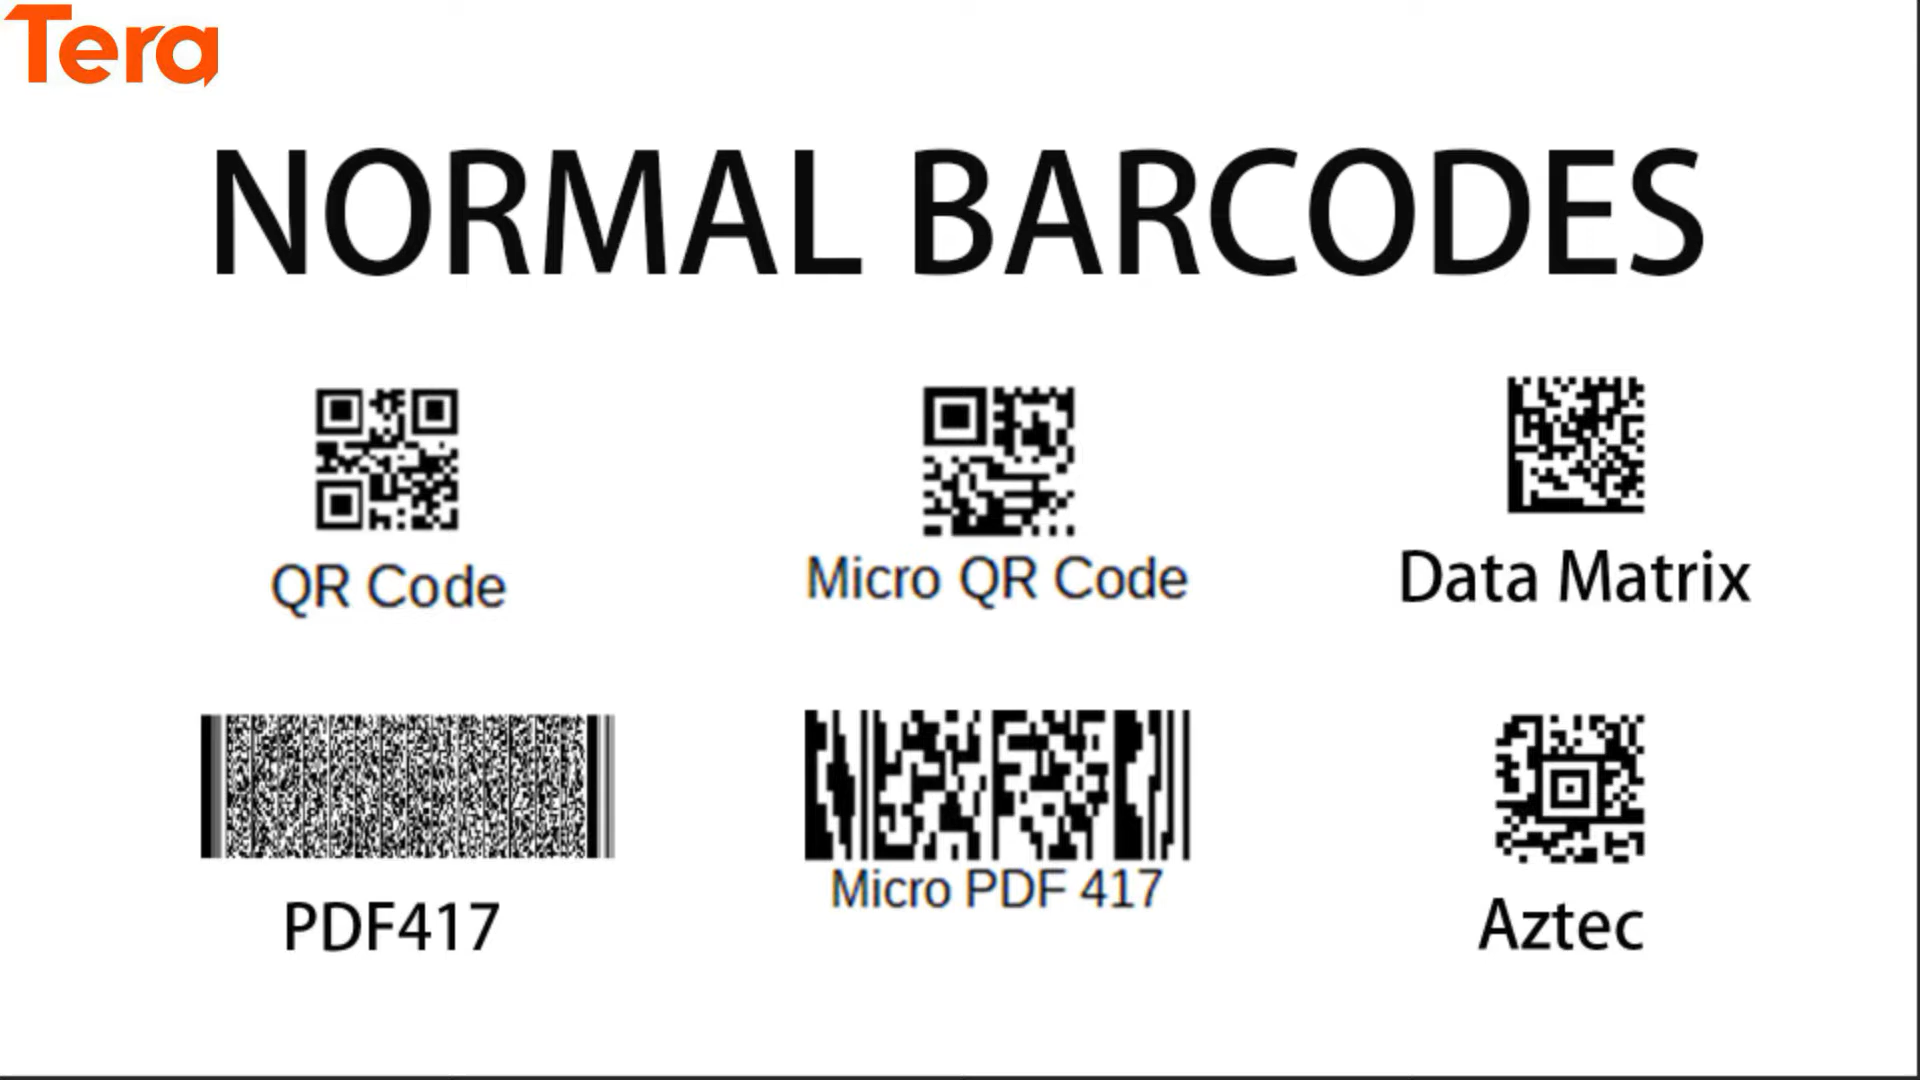 Tera
NORMAL BARCODES
QR Code
Micro QR Code
Data Matrix
PDF417
Micro PDF 417
Aztec